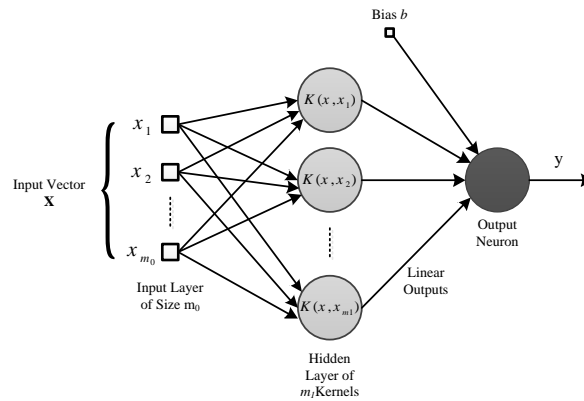 Bias b
K(x,x1)
x1
K(x,x2)
x2
y
Input Vector
X
Output
Neuron
xm0
Input Layer
of Size m0
K(x,xm1)
Linear
Outputs
Hidden
Layer of
m1Kernels